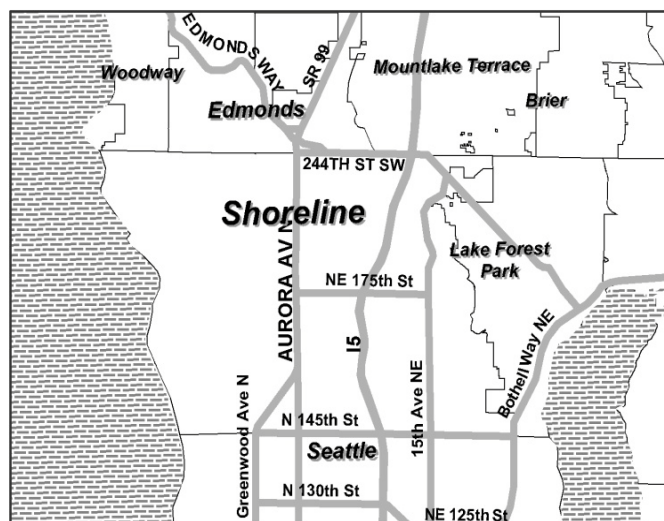 EDMONDS WAY
SR 99
Woodway
Mountlake Terrace
Edmonds
Brier
244TH ST SW
Shoreline
AURORA AV N
Lake Forest
Park
NE 175th St
I5
Bothell Way NE
Greenwood Ave N
15th Ave NE
N 145th St
Seattle
N 130th St
NE 125th St